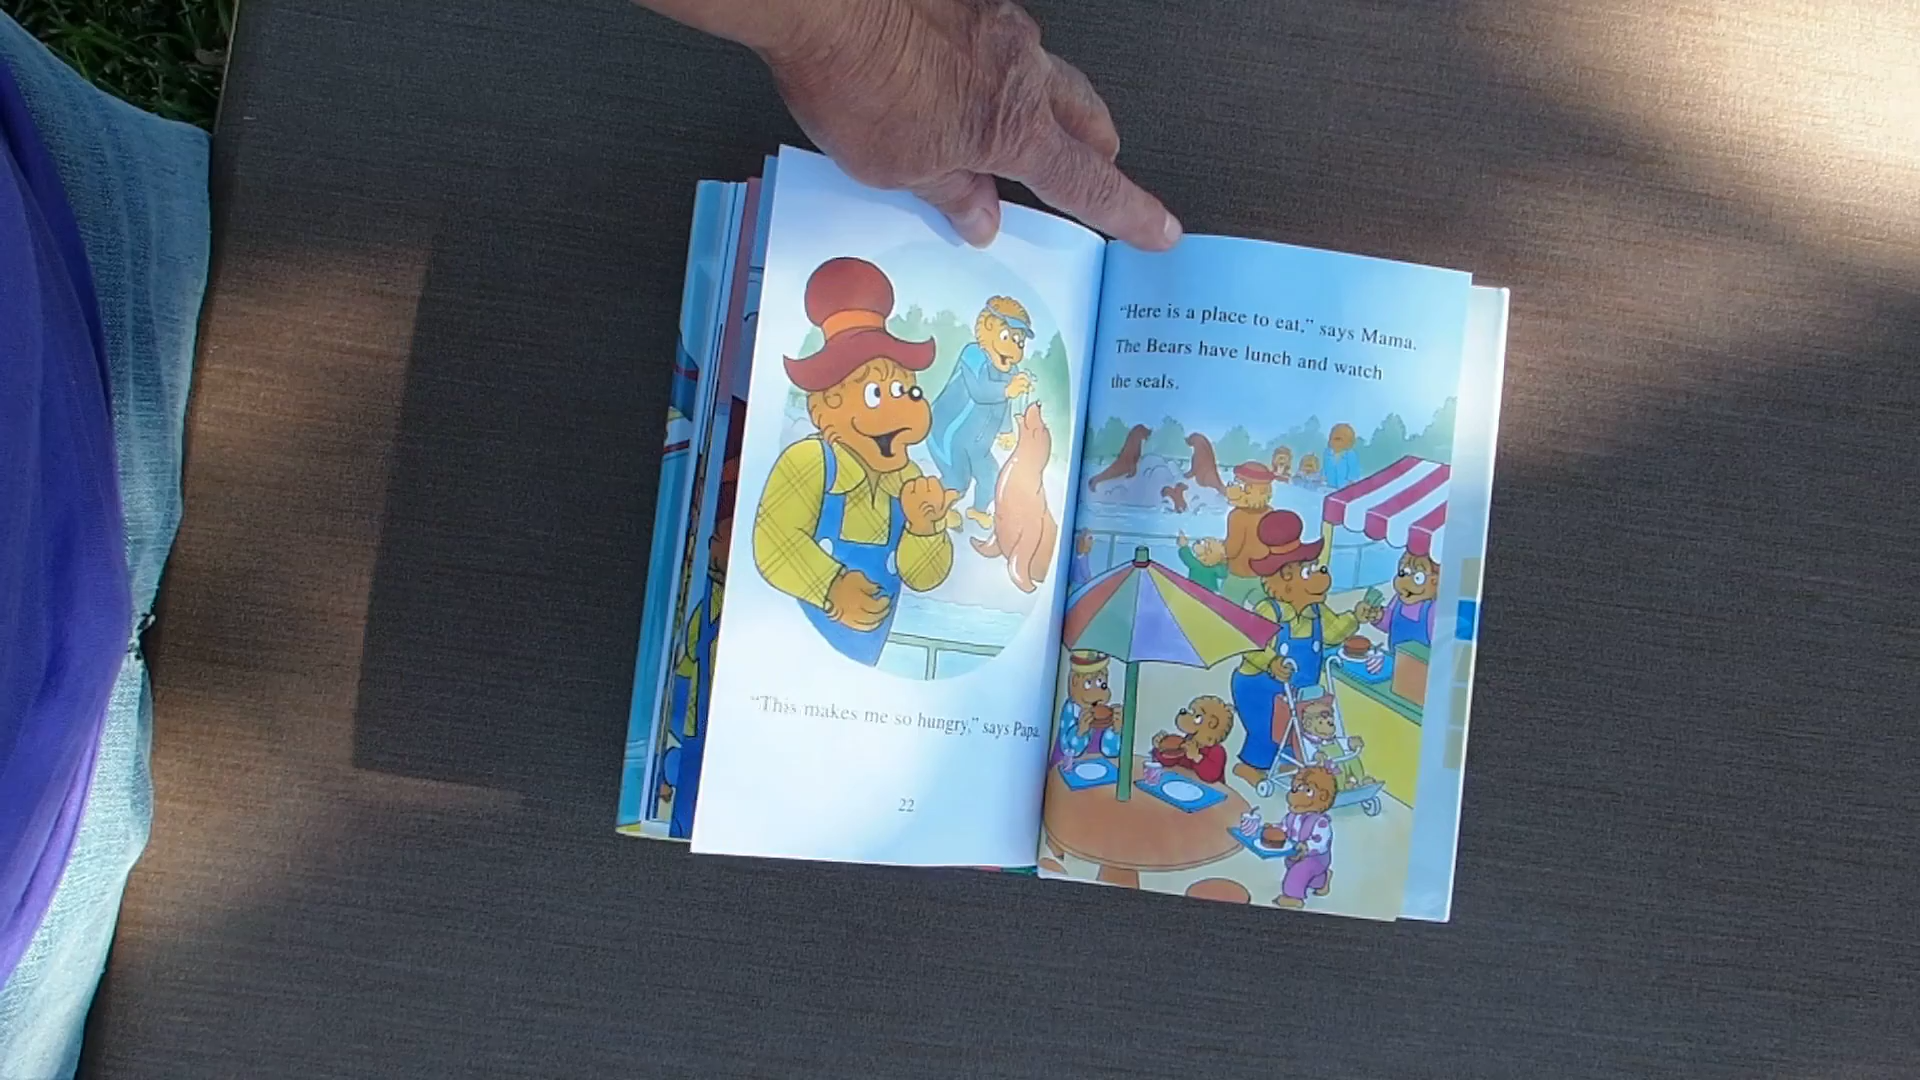 “This makes me so hungry,” says Papa.
22
“Here is a place to eat,” says Mama.
The Bears have lunch and watch
the seals.